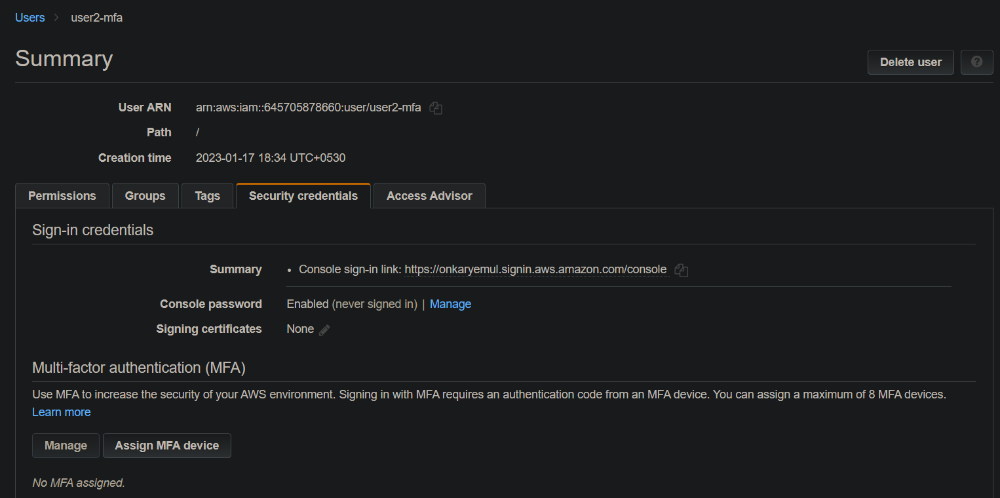 Users > user2-mfa
Summary
Delete user
?
User ARN arn:aws:iam::645705878660:user/user2-mfa
Path /
Creation time 2023-01-17 18:34 UTC+0530
Permissions Groups Tags Security credentials Access Advisor
Sign-in credentials
Summary • Console sign-in link: https://onkaryemul.signin.aws.amazon.com/console
Console password Enabled (never signed in) | Manage
Signing certificates None
Multi-factor authentication (MFA)
Use MFA to increase the security of your AWS environment. Signing in with MFA requires an authentication code from an MFA device. You can assign a maximum of 8 MFA devices.
Learn more
Manage Assign MFA device
No MFA assigned.